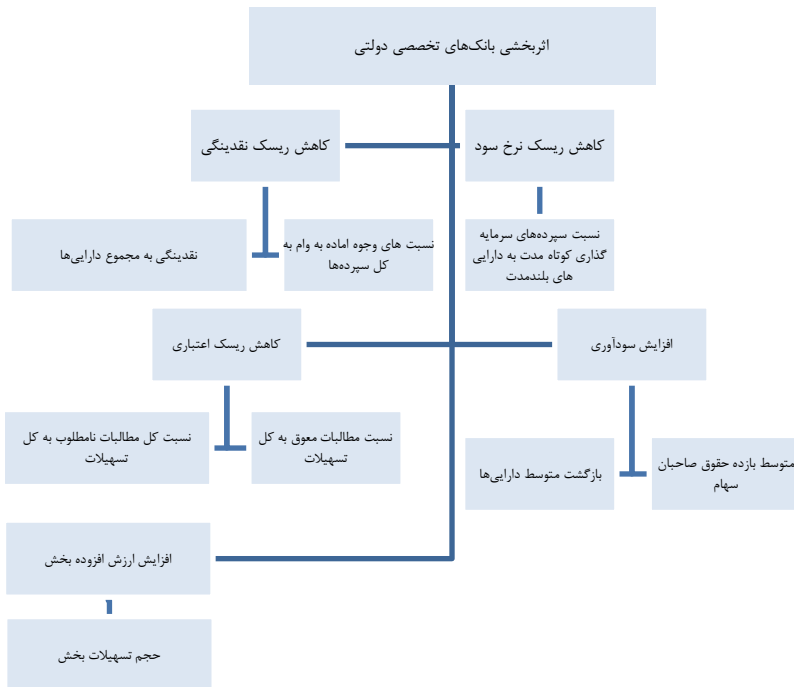 اثربخشی بانک‌های تخصصی دولتی
کاهش ریسک نرخ سود
کاهش ریسک نقدینگی
نسبت سپرده‌های سرمایه
گذاری کوتاه مدت به دارایی
های بلندمدت
نسبت های وجوه اماده به وام به
کل سپرده‌ها
نقدینگی به مجموع دارایی‌ها
افزایش سودآوری
کاهش ریسک اعتباری
متوسط بازده حقوق صاحبان
سهام
بازگشت متوسط دارایی‌ها
نسبت مطالبات معوق به کل
تسهیلات
نسبت کل مطالبات نامطلوب به کل
تسهیلات
افزایش ارزش افزوده بخش
حجم تسهیلات بخش